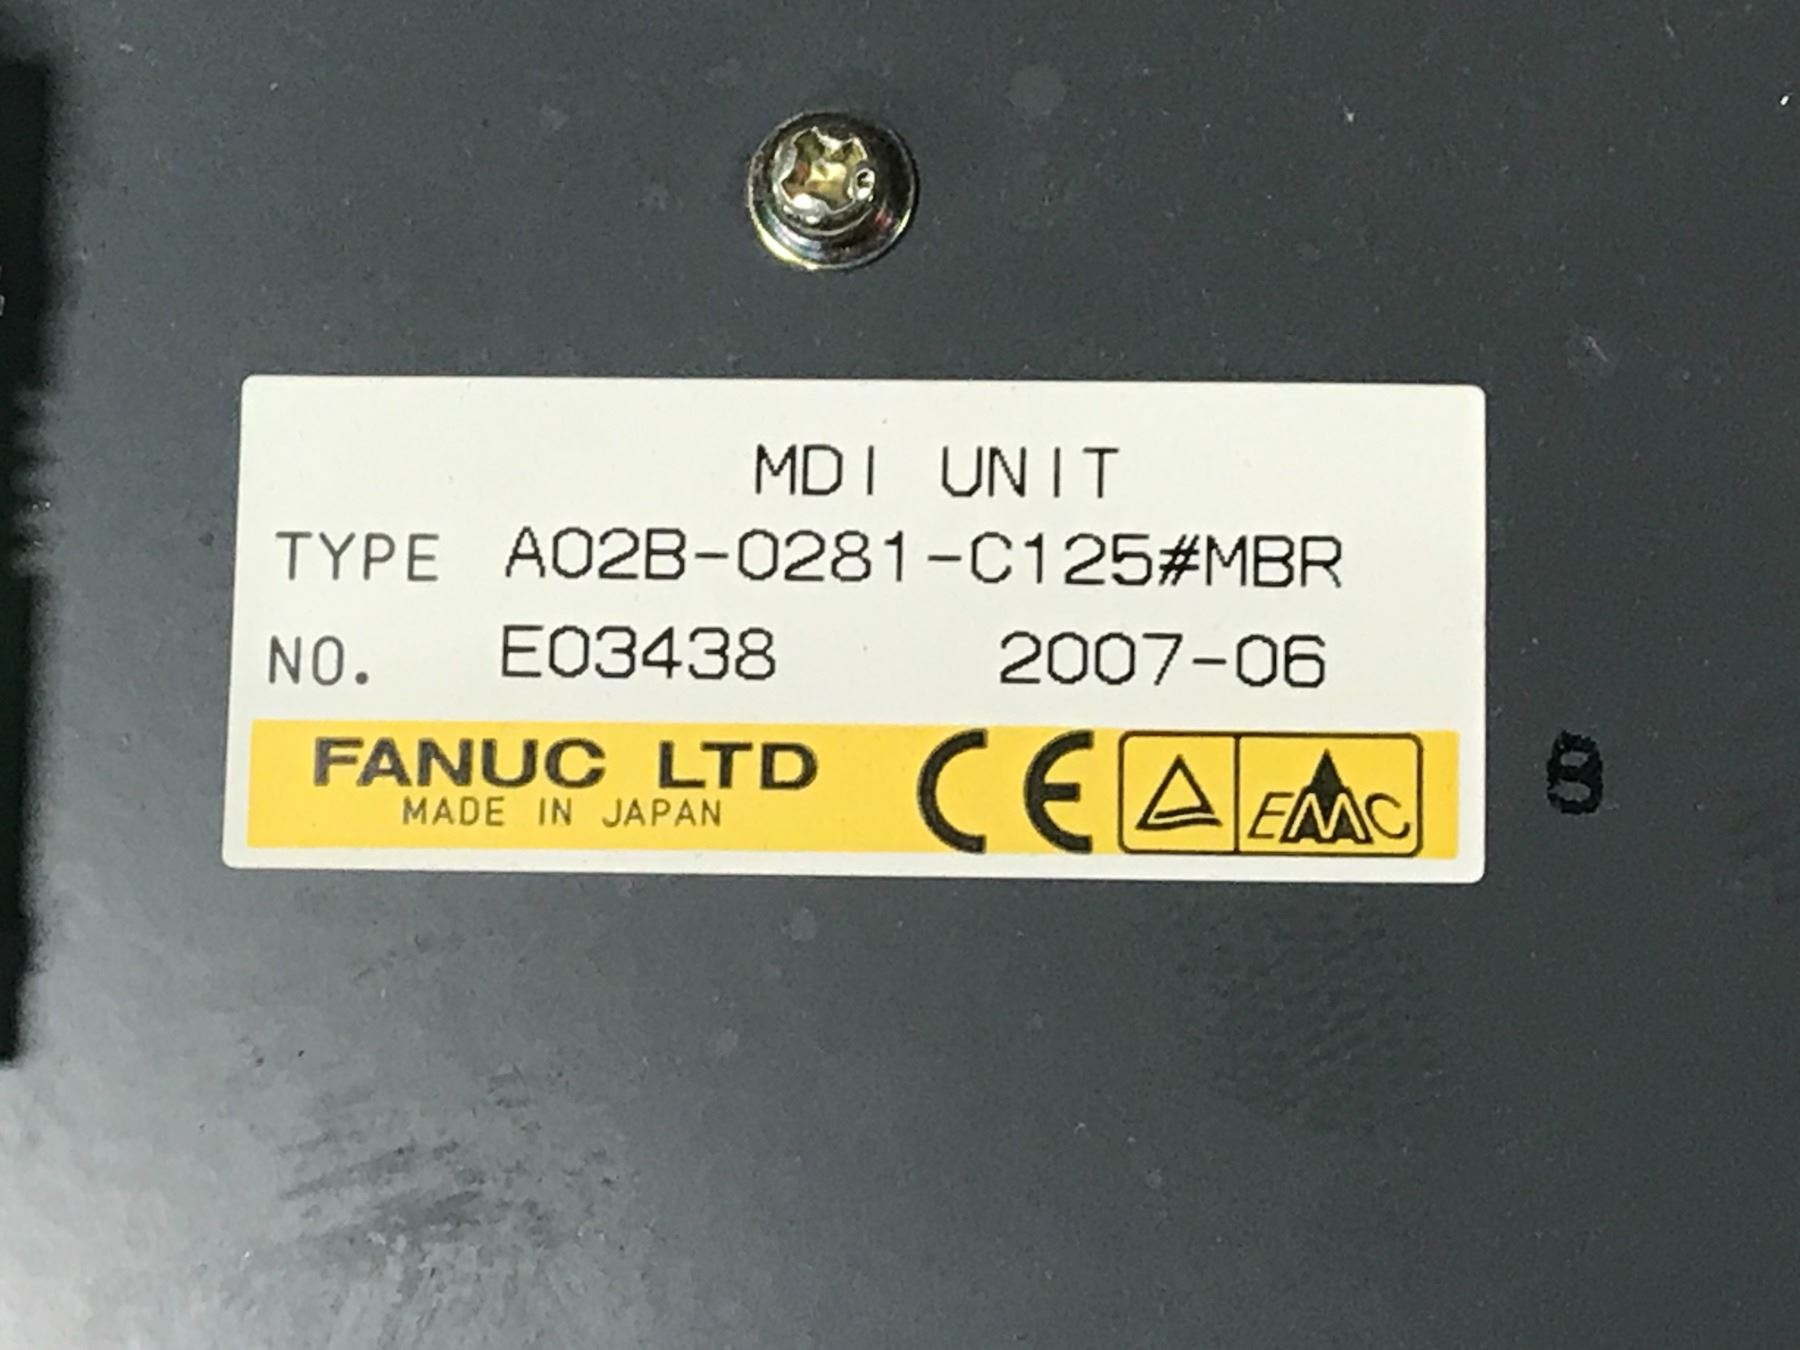 MDI UNIT
TYPE A02B-0281-C125#MBR
NO. E03438 2007-06
FANUC LTD CE EMC
MADE IN JAPAN
8